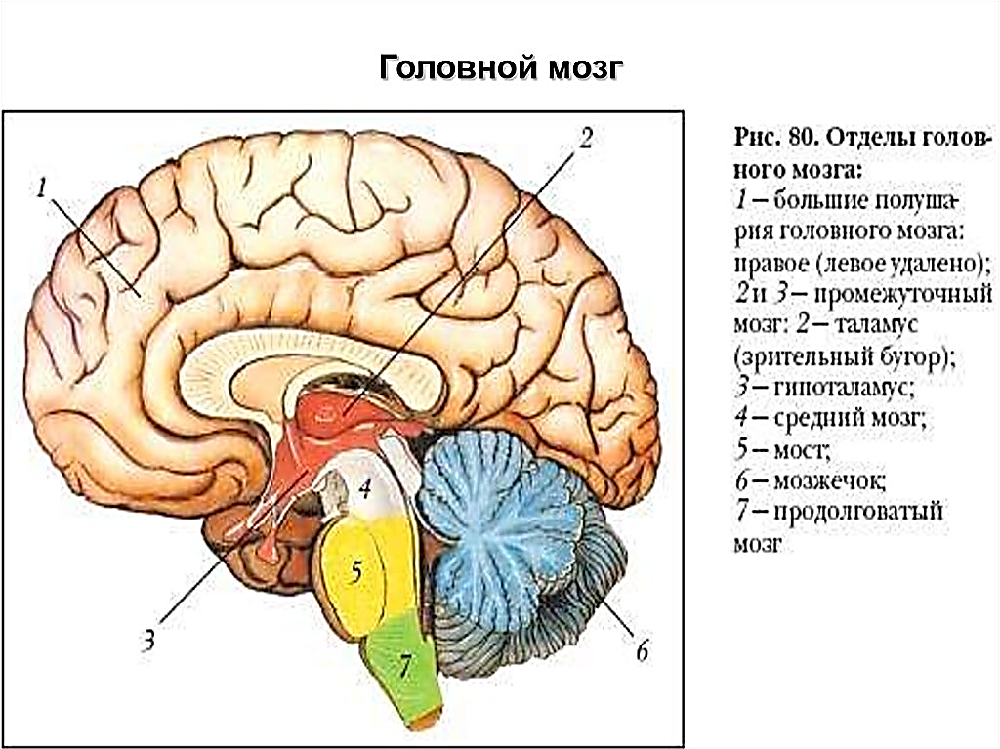 Головной мозг
1
2
3
4
5
6
7
Рис. 80. Отделы голов-
ного мозга:
1 – большие полуша-
рия головного мозга:
правое (левое удалено);
2 и 3 – промежуточный
мозг: 2 – таламус
(зрительный бугор);
3 – гипоталамус;
4 – средний мозг;
5 – мост;
6 – мозжечок;
7 – продолговатый
мозг